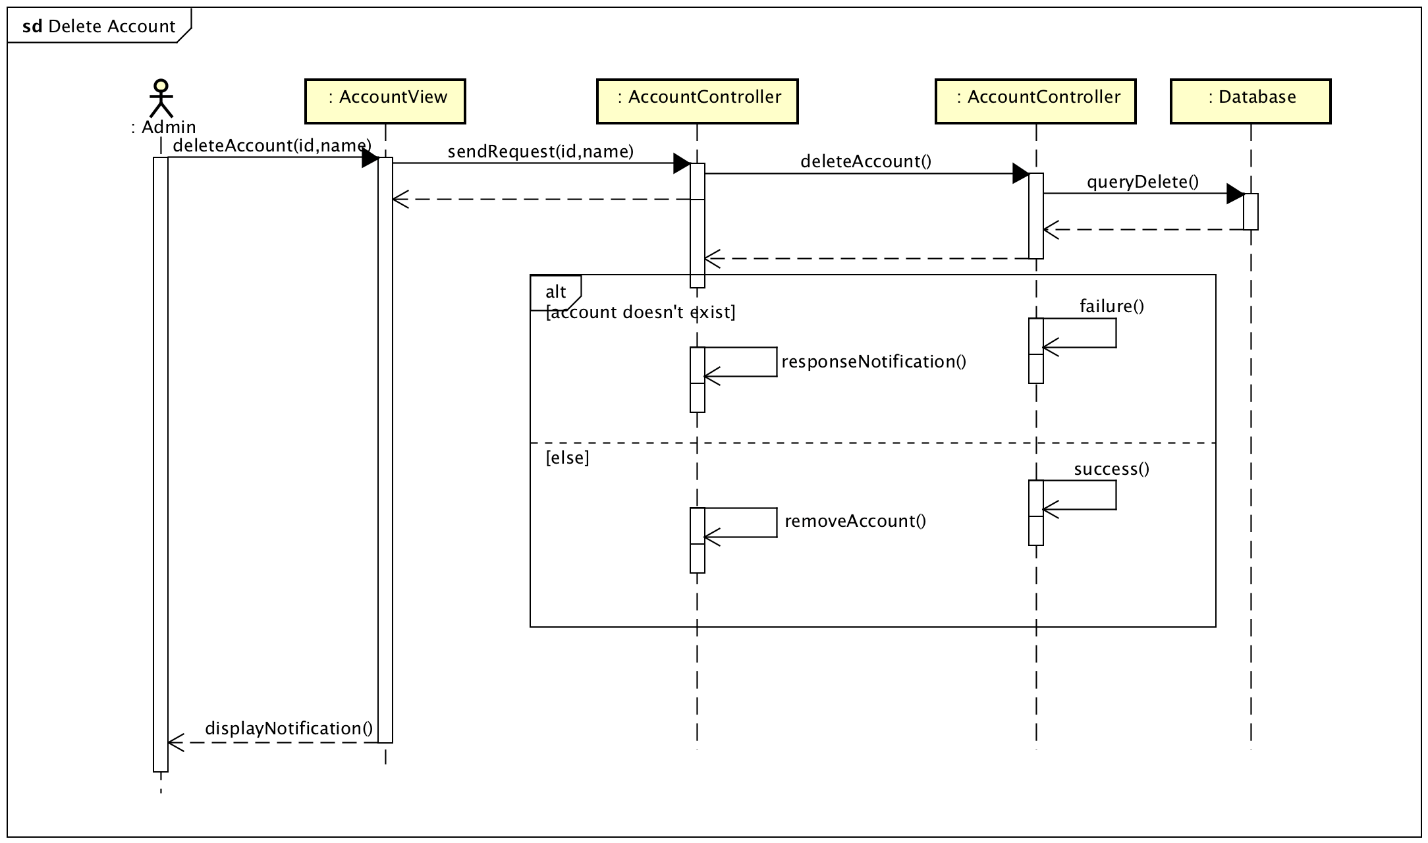 sd Delete Account
: AccountView
: AccountController
: AccountController
: Database
: Admin
deleteAccount(id,name)
sendRequest(id,name)
deleteAccount()
queryDelete()
alt
[account doesn't exist]
failure()
responseNotification()
[else]
success()
removeAccount()
displayNotification()